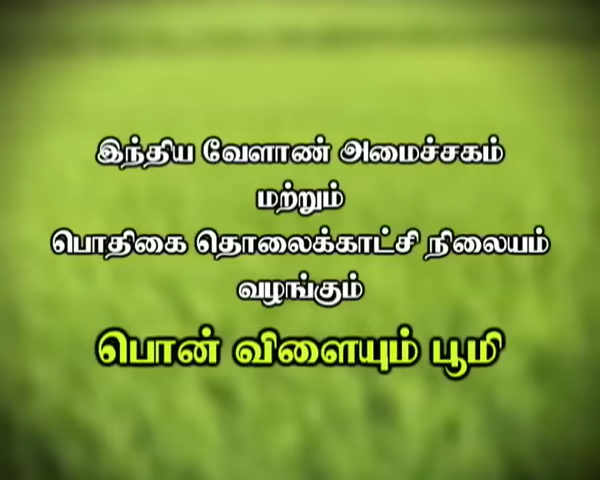 இந்திய வேளாண் அமைச்சகம்
மற்றும்
பொதிகை தொலைக்காட்சி நிலையம்
வழங்கும்
பொன் விளையும் பூமி